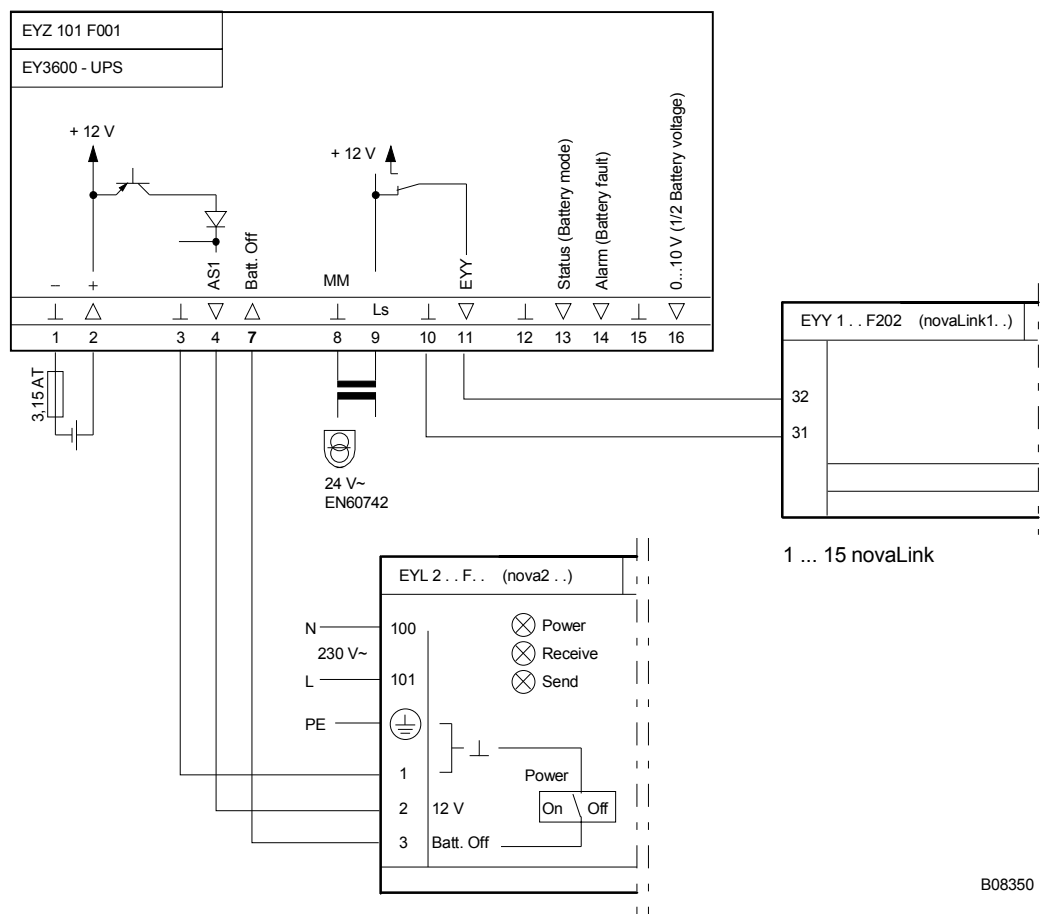 EYZ 101 F001
EY3600 - UPS
+ 12 V
+ 12 V
– +
AS1
Batt. Off
MM
EYY
Status (Battery mode)
Alarm (Battery fault)
0...10 V (1/2 Battery voltage)
Ls
1 2 3 4 7 8 9 10 11 12 13 14 15 16
3,15 AT
24 V~
EN60742
EYY 1 . . F202 (novaLink1. .)
32
31
1 ... 15 novaLink
EYL 2 . . F. . (nova2 . .)
N 100
230 V~
L 101
PE
Power
Receive
Send
1
2 12 V
3 Batt. Off
Power
On Off
B08350